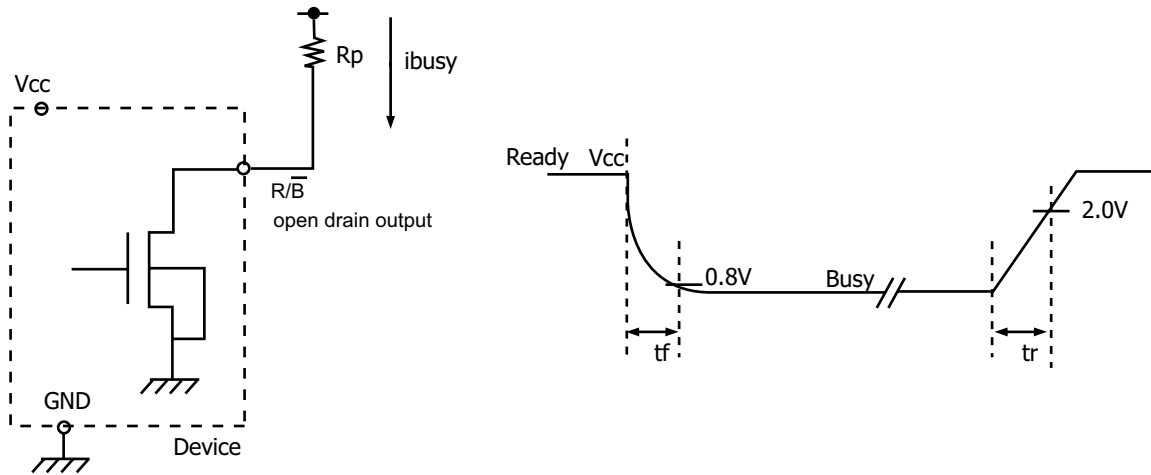 Rp
ibusy
Vcc
R/B̅
open drain output
GND
Device
Ready Vcc
2.0V
0.8V
Busy
tf
tr